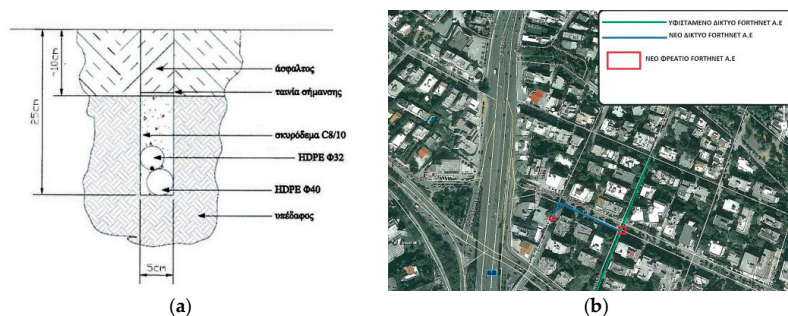 ~10cm
25cm
άσφαλτος
ταινία σήμανσης
σκυρόδεμα C8/10
HDPE Φ32
HDPE Φ40
υπέδαφος
5cm
(a)
ΥΦΙΣΤΑΜΕΝΟ ΔΙΚΤΥΟ FORTHNET A.E
ΝΕΟ ΔΙΚΤΥΟ FORTHNET A.E
ΝΕΟ ΦΡΕΑΤΙΟ FORTHNET A.E
(b)